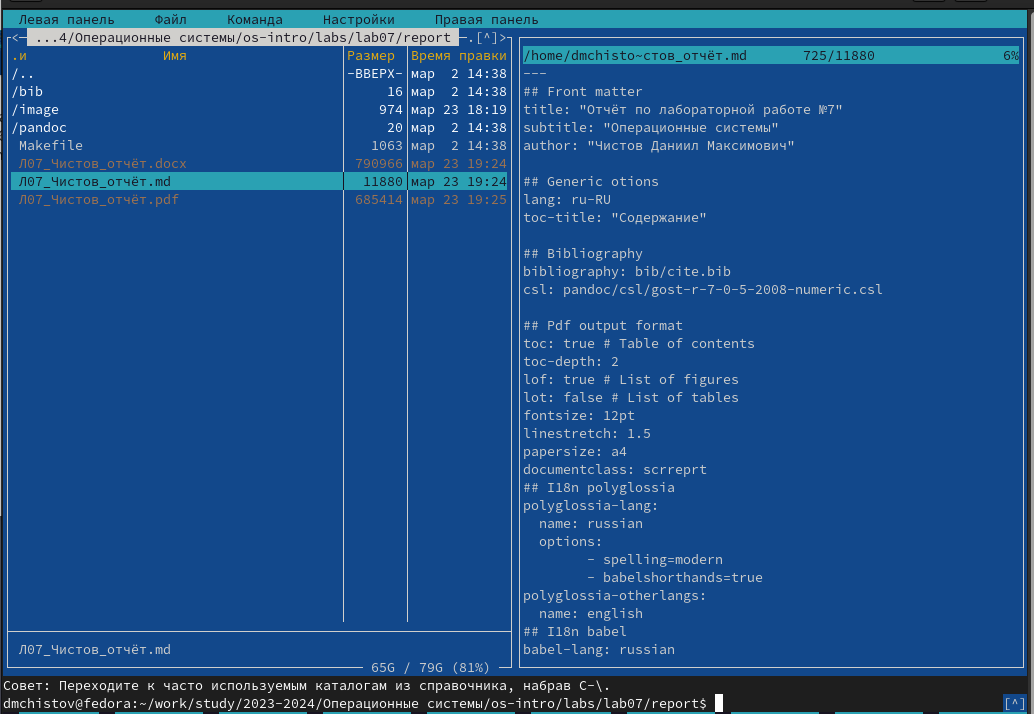 Левая панель Файл Команда Настройки Правая панель
<— ...4/Операционные системы/os-intro/labs/lab07/report —.[^]>
.и Имя Размер Время правки
/.. -ВВЕРХ- мар 2 14:38
/bib 16 мар 2 14:38
/image 974 мар 23 18:19
/pandoc 20 мар 2 14:38
Makefile 1063 мар 2 14:38
Л07_Чистов_отчёт.docx 790966 мар 23 19:24
Л07_Чистов_отчёт.md 11880 мар 23 19:24
Л07_Чистов_отчёт.pdf 685414 мар 23 19:25
Л07_Чистов_отчёт.md
65G / 79G (81%)
/home/dmchisto~стов_отчёт.md 725/11880 6%
---
## Front matter
title: "Отчёт по лабораторной работе №7"
subtitle: "Операционные системы"
author: "Чистов Даниил Максимович"
## Generic otions
lang: ru-RU
toc-title: "Содержание"
## Bibliography
bibliography: bib/cite.bib
csl: pandoc/csl/gost-r-7-0-5-2008-numeric.csl
## Pdf output format
toc: true # Table of contents
toc-depth: 2
lof: true # List of figures
lot: false # List of tables
fontsize: 12pt
linestretch: 1.5
papersize: a4
documentclass: scrreprt
## I18n polyglossia
polyglossia-lang:
name: russian
options:
- spelling=modern
- babelshorthands=true
polyglossia-otherlangs:
name: english
## I18n babel
babel-lang: russian
Совет: Переходите к часто используемым каталогам из справочника, набрав C-\.
dmchistov@fedora:~/work/study/2023-2024/Операционные системы/os-intro/labs/lab07/report$ [^]